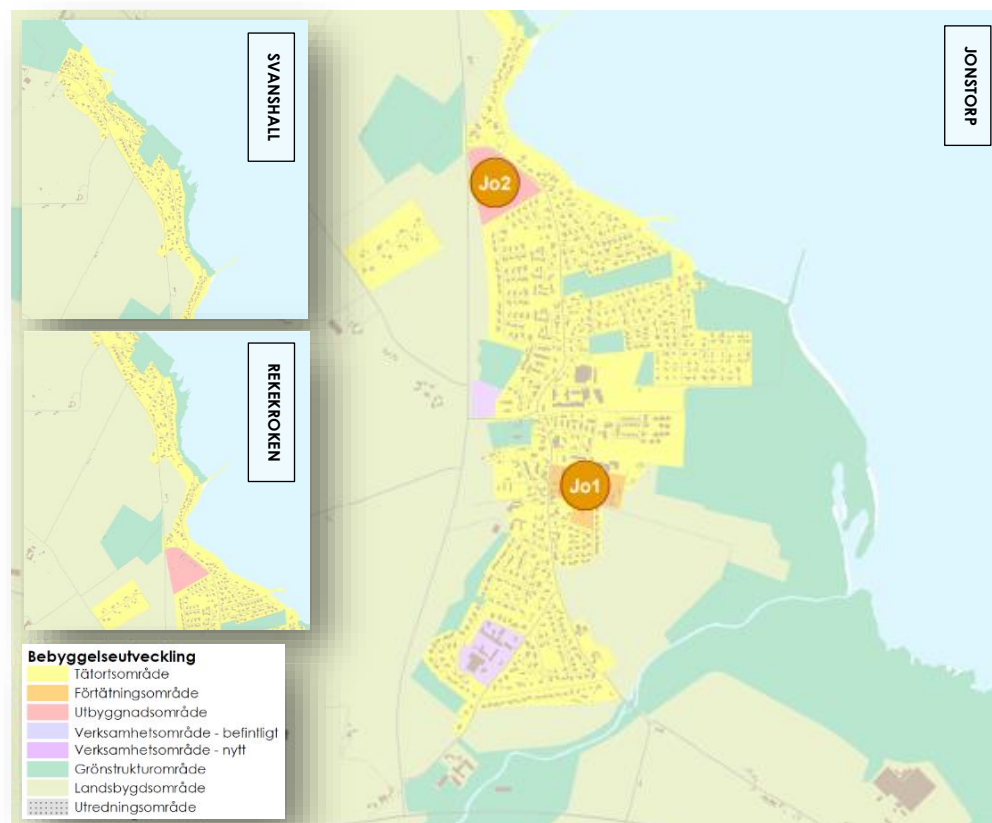 SVANSHALL
JONSTORP
Jo2
REKEKROKEN
Jo1
Bebyggelseutveckling
Tätortsområde
Förtätningsområde
Utbyggnadsområde
Verksamhetsområde - befintligt
Verksamhetsområde - nytt
Grönstrukturområde
Landsbygdsområde
Utredningsområde